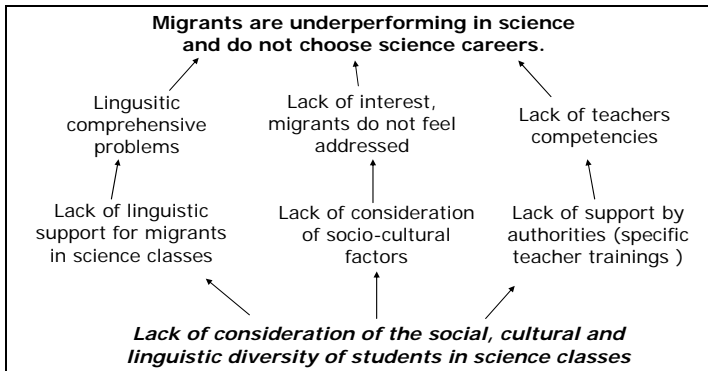 Migrants are underperforming in science
and do not choose science careers.
Lingusitic
comprehensive
problems
Lack of interest,
migrants do not feel
addressed
Lack of teachers
competencies
Lack of linguistic
support for migrants
in science classes
Lack of consideration
of socio-cultural
factors
Lack of support by
authorities (specific
teacher trainings )
Lack of consideration of the social, cultural and
linguistic diversity of students in science classes